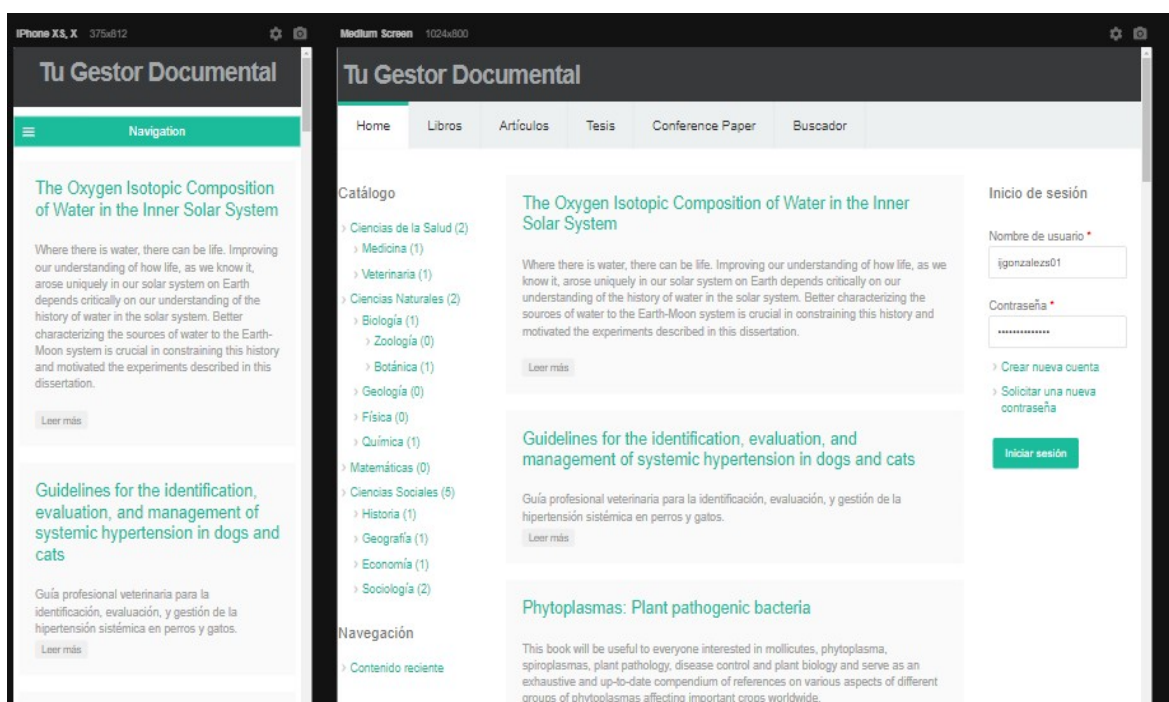 iPhone XS, X 375x812
Tu Gestor Documental
Navigation
The Oxygen Isotopic Composition
of Water in the Inner Solar System
Where there is water, there can be life. Improving
our understanding of how life, as we know it,
arose uniquely in our solar system on Earth
depends critically on our understanding of the
history of water in the solar system. Better
characterizing the sources of water to the Earth-
Moon system is crucial in constraining this history
and motivated the experiments described in this
dissertation.
Leer más
Guidelines for the identification,
evaluation, and management of
systemic hypertension in dogs and
cats
Guía profesional veterinaria para la
identificación, evaluación, y gestión de la
hipertensión sistémica en perros y gatos.
Leer más
Medium Screen 1024x800
Tu Gestor Documental
Home Libros Artículos Tesis Conference Paper Buscador
Catálogo
› Ciencias de la Salud (2)
› Medicina (1)
› Veterinaria (1)
› Ciencias Naturales (2)
› Biología (1)
› Zoología (0)
› Botánica (1)
› Geología (0)
› Física (0)
› Química (1)
› Matemáticas (0)
› Ciencias Sociales (5)
› Historia (1)
› Geografía (1)
› Economía (1)
› Sociología (2)
Navegación
› Contenido reciente
The Oxygen Isotopic Composition of Water in the Inner
Solar System
Where there is water, there can be life. Improving our understanding of how life, as we
know it, arose uniquely in our solar system on Earth depends critically on our
understanding of the history of water in the solar system. Better characterizing the
sources of water to the Earth-Moon system is crucial in constraining this history and
motivated the experiments described in this dissertation.
Leer más
Guidelines for the identification, evaluation, and
management of systemic hypertension in dogs and cats
Guía profesional veterinaria para la identificación, evaluación, y gestión de la
hipertensión sistémica en perros y gatos.
Leer más
Phytoplasmas: Plant pathogenic bacteria
This book will be useful to everyone interested in mollicutes, phytoplasma,
spiroplasmas, plant pathology, disease control and plant biology and serve as an
exhaustive and up-to-date compendium of references on various aspects of different
groups of phytoplasmas affecting important crops worldwide.
Inicio de sesión
Nombre de usuario *
ijgonzalezs01
Contraseña *
••••••••••••••
› Crear nueva cuenta
› Solicitar una nueva
contraseña
Iniciar sesión